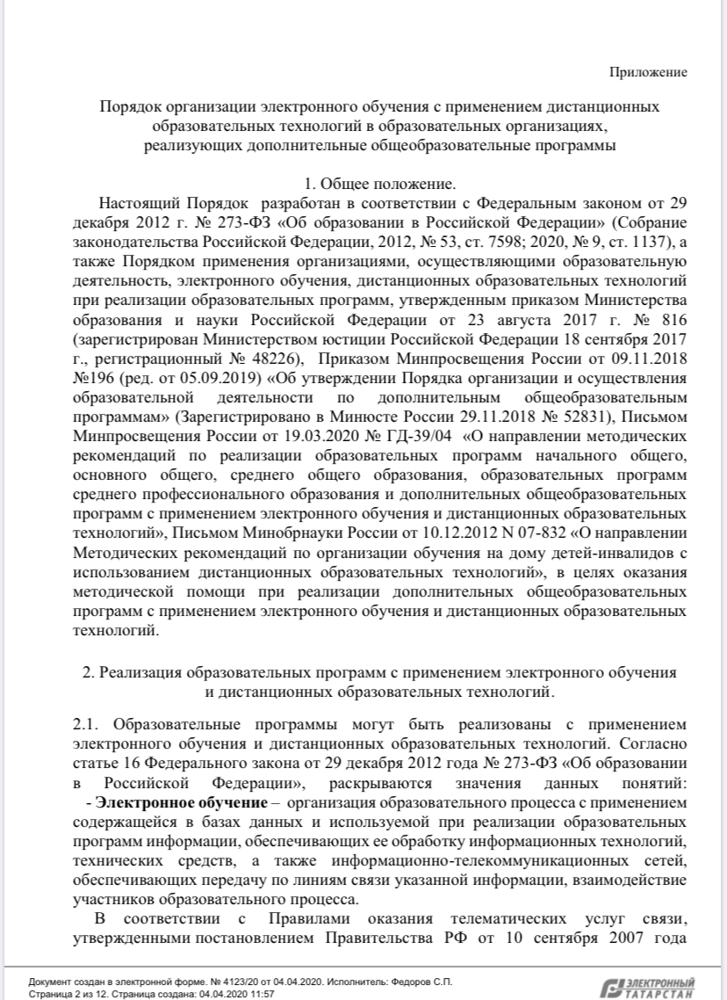 Приложение
Порядок организации электронного обучения с применением дистанционных
образовательных технологий в образовательных организациях,
реализующих дополнительные общеобразовательные программы
1. Общее положение.
Настоящий Порядок разработан в соответствии с Федеральным законом от 29
декабря 2012 г. № 273-ФЗ «Об образовании в Российской Федерации» (Собрание
законодательства Российской Федерации, 2012, № 53, ст. 7598; 2020, № 9, ст. 1137), а
также Порядком применения организациями, осуществляющими образовательную
деятельность, электронного обучения, дистанционных образовательных технологий
при реализации образовательных программ, утвержденным приказом Министерства
образования и науки Российской Федерации от 23 августа 2017 г. № 816
(зарегистрирован Министерством юстиции Российской Федерации 18 сентября 2017
г., регистрационный № 48226), Приказом Минпросвещения России от 09.11.2018
№196 (ред. от 05.09.2019) «Об утверждении Порядка организации и осуществления
образовательной деятельности по дополнительным общеобразовательным
программам» (Зарегистрировано в Минюсте России 29.11.2018 № 52831), Письмом
Минпросвещения России от 19.03.2020 № ГД-39/04 «О направлении методических
рекомендаций по реализации образовательных программ начального общего,
основного общего, среднего общего образования, образовательных программ
среднего профессионального образования и дополнительных общеобразовательных
программ с применением электронного обучения и дистанционных образовательных
технологий», Письмом Минобрнауки России от 10.12.2012 N 07-832 «О направлении
Методических рекомендаций по организации обучения на дому детей-инвалидов с
использованием дистанционных образовательных технологий», в целях оказания
методической помощи при реализации дополнительных общеобразовательных
программ с применением электронного обучения и дистанционных образовательных
технологий.
2. Реализация образовательных программ с применением электронного обучения
и дистанционных образовательных технологий.
2.1. Образовательные программы могут быть реализованы с применением
электронного обучения и дистанционных образовательных технологий. Согласно
статье 16 Федерального закона от 29 декабря 2012 года № 273-ФЗ «Об образовании
в Российской Федерации», раскрываются значения данных понятий:
- Электронное обучение – организация образовательного процесса с применением
содержащейся в базах данных и используемой при реализации образовательных
программ информации, обеспечивающих ее обработку информационных технологий,
технических средств, а также информационно-телекоммуникационных сетей,
обеспечивающих передачу по линиям связи указанной информации, взаимодействие
участников образовательного процесса.
В соответствии с Правилами оказания телематических услуг связи,
утвержденными постановлением Правительства РФ от 10 сентября 2007 года
Документ создан в электронной форме. № 4123/20 от 04.04.2020. Исполнитель: Федоров С.П.
Страница 2 из 12. Страница создана: 04.04.2020 11:57
ЭЛЕКТРОННЫЙ
ТАТАРСТАН